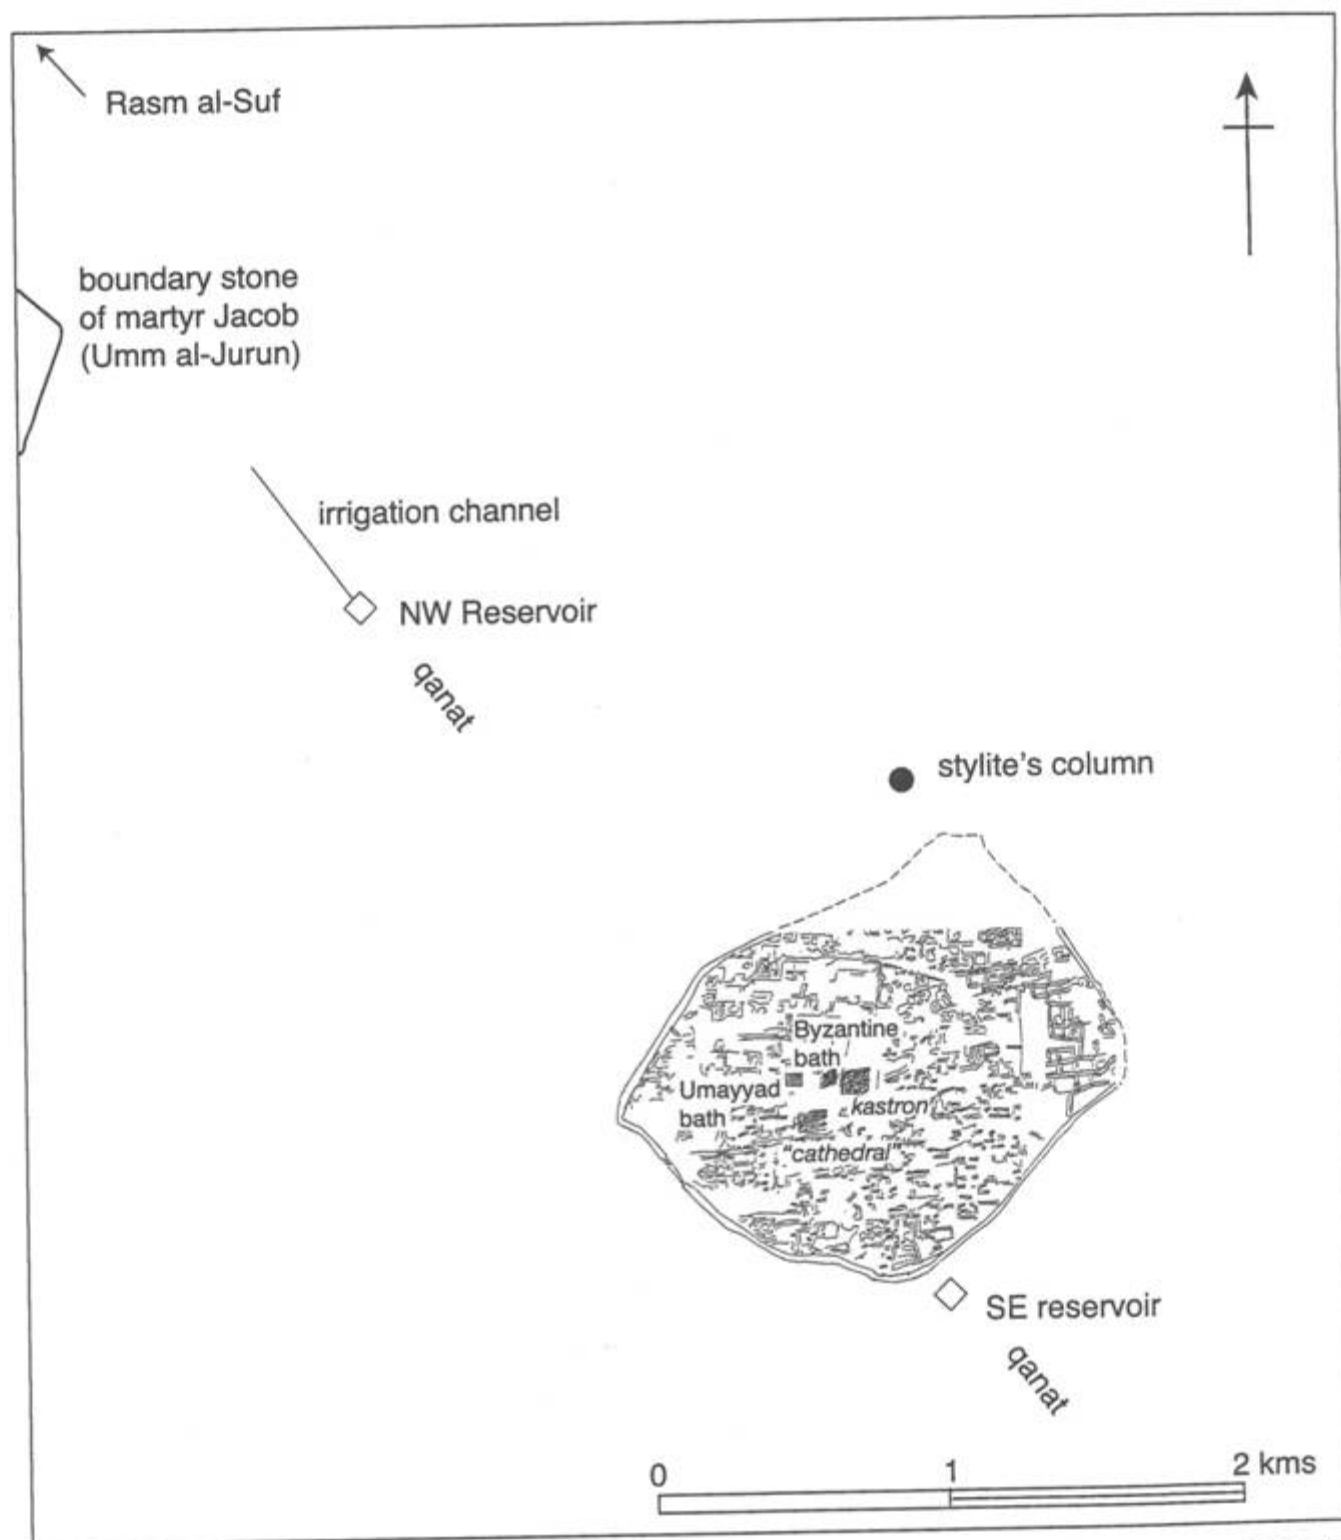 Rasm al-Suf
boundary stone
of martyr Jacob
(Umm al-Jurun)
irrigation channel
NW Reservoir
qanat
stylite's column
Byzantine
bath
Umayyad
bath
kastron
"cathedral"
SE reservoir
qanat
0 1 2 kms